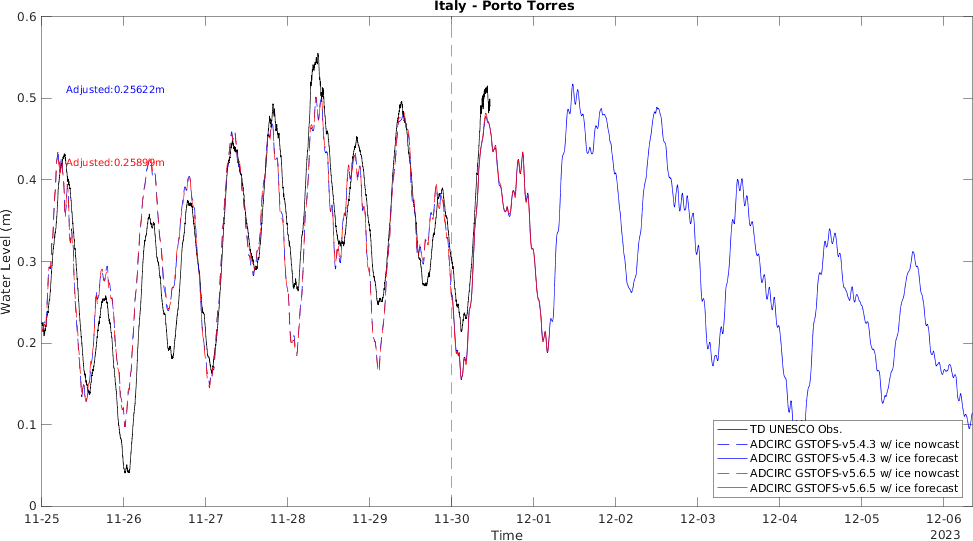 Italy - Porto Torres
0.6
0.5
0.4
0.3
0.2
0.1
0
Water Level (m)
Adjusted:0.25622m
Adjusted:0.25899m
TD UNESCO Obs.
ADCIRC GSTOFS-v5.4.3 w/ ice nowcast
ADCIRC GSTOFS-v5.4.3 w/ ice forecast
ADCIRC GSTOFS-v5.6.5 w/ ice nowcast
ADCIRC GSTOFS-v5.6.5 w/ ice forecast
11-25 11-26 11-27 11-28 11-29 11-30 12-01 12-02 12-03 12-04 12-05 12-06
Time
2023